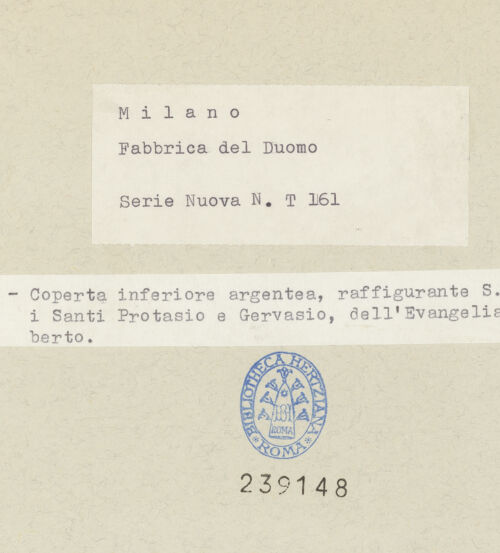 Milano
Fabbrica del Duomo
Serie Nuova N. T 161
- Coperta inferiore argentea, raffigurante S.
i Santi Protasio e Gervasio, dell'Evangelia
berto.
BIBLIOTHECA HERTZIANA
ROMA
* ROMA *
239148